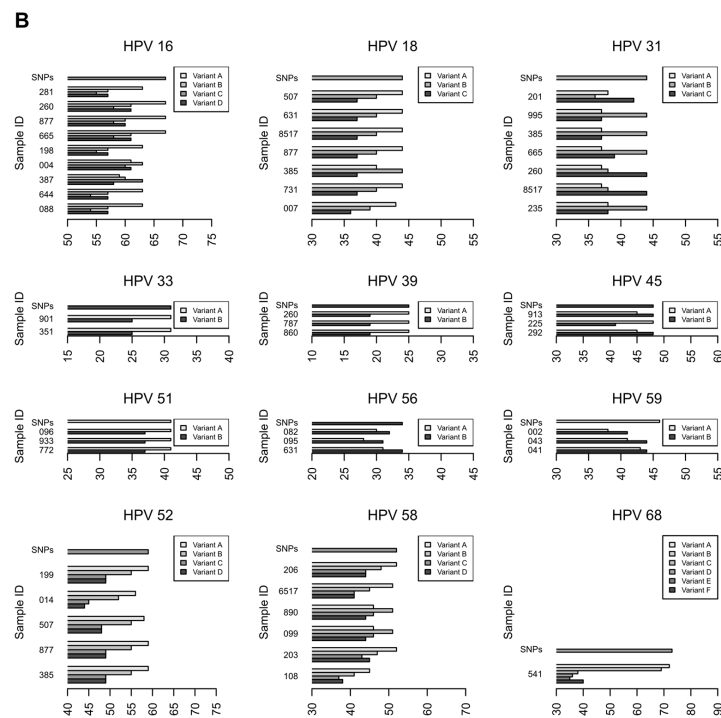 B
HPV 16
Sample ID
SNPs
281
260
877
665
198
004
387
644
088
Variant A
Variant B
Variant C
Variant D
50 55 60 65 70 75
HPV 18
Sample ID
SNPs
507
631
8517
877
385
731
007
Variant A
Variant B
Variant C
30 35 40 45 50 55
HPV 31
Sample ID
SNPs
201
995
385
665
260
8517
235
Variant A
Variant B
Variant C
30 35 40 45 50 55
HPV 33
Sample ID
SNPs
901
351
Variant A
Variant B
15 20 25 30 35 40
HPV 39
Sample ID
SNPs
260
787
860
Variant A
Variant B
10 15 20 25 30 35
HPV 45
Sample ID
SNPs
913
225
292
Variant A
Variant B
30 35 40 45 50 55 60
HPV 51
Sample ID
SNPs
096
933
772
Variant A
Variant B
25 30 35 40 45 50
HPV 56
Sample ID
SNPs
082
095
631
Variant A
Variant B
20 25 30 35 40 45
HPV 59
Sample ID
SNPs
002
043
041
Variant A
Variant B
30 35 40 45 50 55
HPV 52
Sample ID
SNPs
199
014
507
877
385
Variant A
Variant B
Variant C
Variant D
40 45 50 55 60 65 70 75
HPV 58
Sample ID
SNPs
206
6517
890
099
203
108
Variant A
Variant B
Variant C
Variant D
30 40 50 60 70
HPV 68
Sample ID
SNPs
541
Variant A
Variant B
Variant C
Variant D
Variant E
Variant F
30 40 50 60 70 80 90